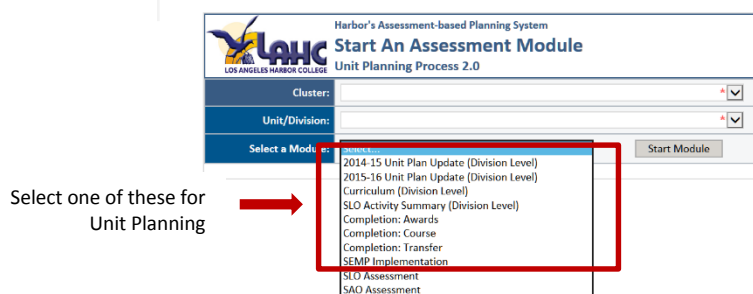 Harbor's Assessment-based Planning System
LAHC
Start An Assessment Module
LOS ANGELES HARBOR COLLEGE
Unit Planning Process 2.0
Cluster:
*
Unit/Division:
*
Select a Module:
Select...
Start Module
2014-15 Unit Plan Update (Division Level)
2015-16 Unit Plan Update (Division Level)
Curriculum (Division Level)
SLO Activity Summary (Division Level)
Completion: Awards
Completion: Course
Completion: Transfer
SEMP Implementation
SLO Assessment
SAO Assessment
Select one of these for
Unit Planning